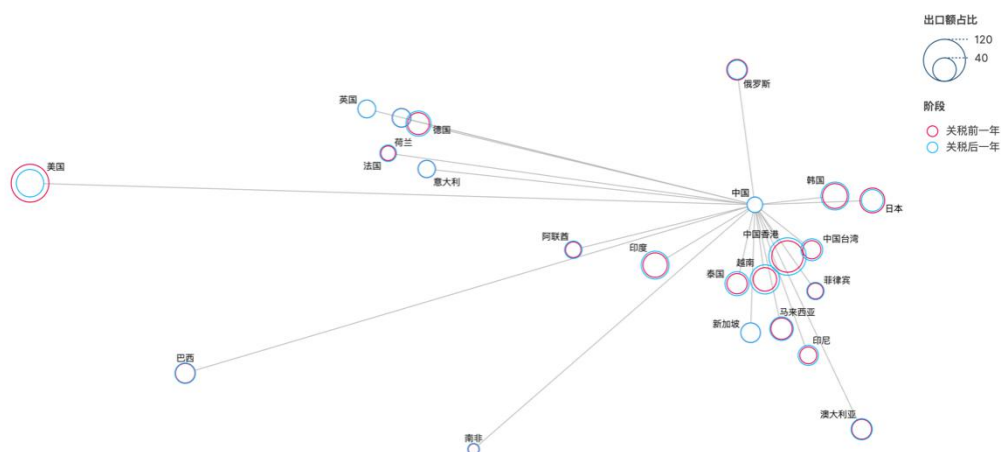 出口额占比
120
40
阶段
关税前一年
关税后一年
俄罗斯
英国
德国
荷兰
法国
意大利
美国
中国
韩国
日本
中国香港
中国台湾
阿联酋
印度
越南
泰国
菲律宾
马来西亚
新加坡
印尼
巴西
澳大利亚
南非